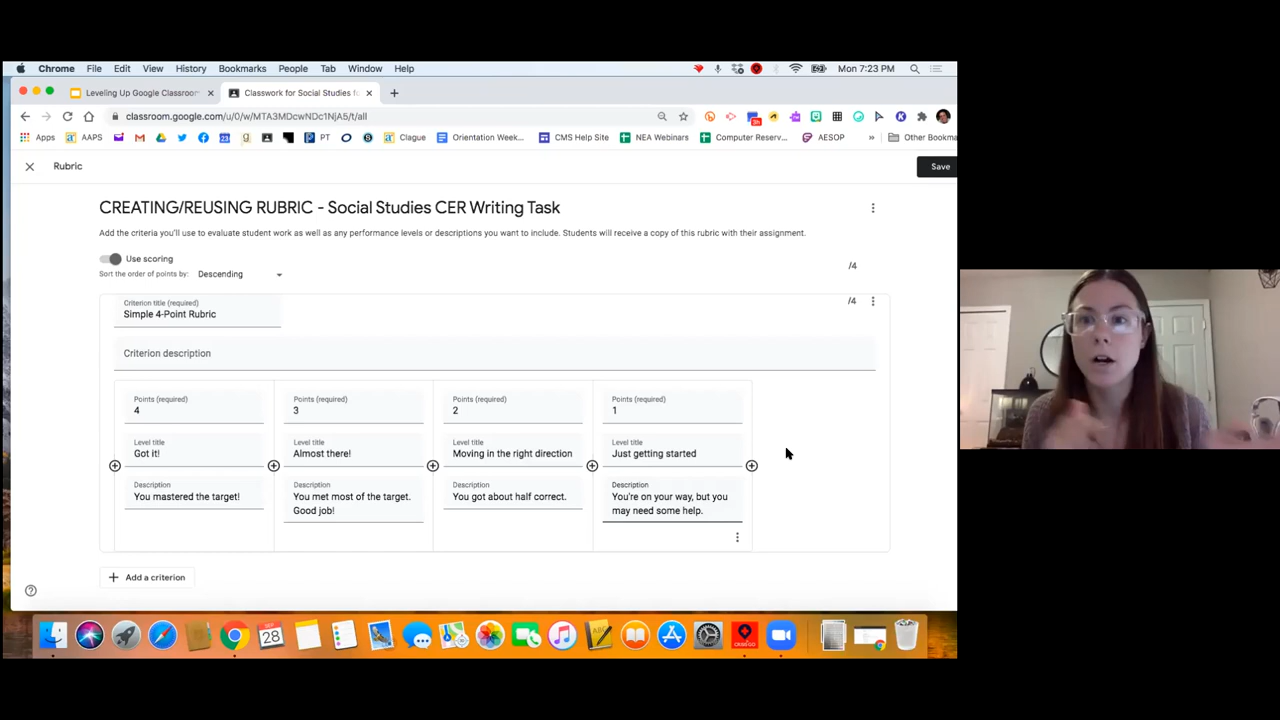 Chrome File Edit View History Bookmarks People Tab Window Help Mon 7:23 PM
Leveling Up Google Classroom Classwork for Social Studies fo
classroom.google.com/u/0/w/MTA3MDcwNDc1NjA5/t/all
Apps AAPS PT Clague Orientation Week... CMS Help Site NEA Webinars Computer Reserv... AESOP » Other Bookma
Rubric Save
CREATING/REUSING RUBRIC - Social Studies CER Writing Task
Add the criteria you'll use to evaluate student work as well as any performance levels or descriptions you want to include. Students will receive a copy of this rubric with their assignment.
Use scoring
/4
Sort the order of points by: Descending
Criterion title (required) /4
Simple 4-Point Rubric
Criterion description
Points (required) Points (required) Points (required) Points (required)
4 3 2 1
Level title Level title Level title Level title
Got it! Almost there! Moving in the right direction Just getting started
Description Description Description Description
You mastered the target! You met most of the target. You got about half correct. You're on your way, but you
Good job! may need some help.
+ Add a criterion
SEP
28